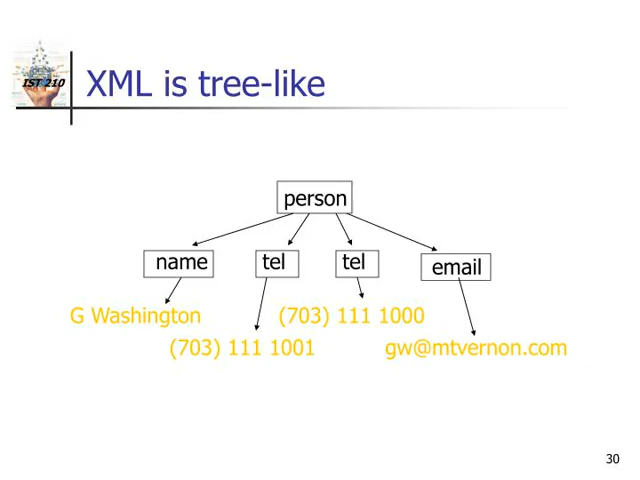 IST 210
XML is tree-like
person
name
tel
tel
email
G Washington
(703) 111 1000
(703) 111 1001
gw@mtvernon.com
30